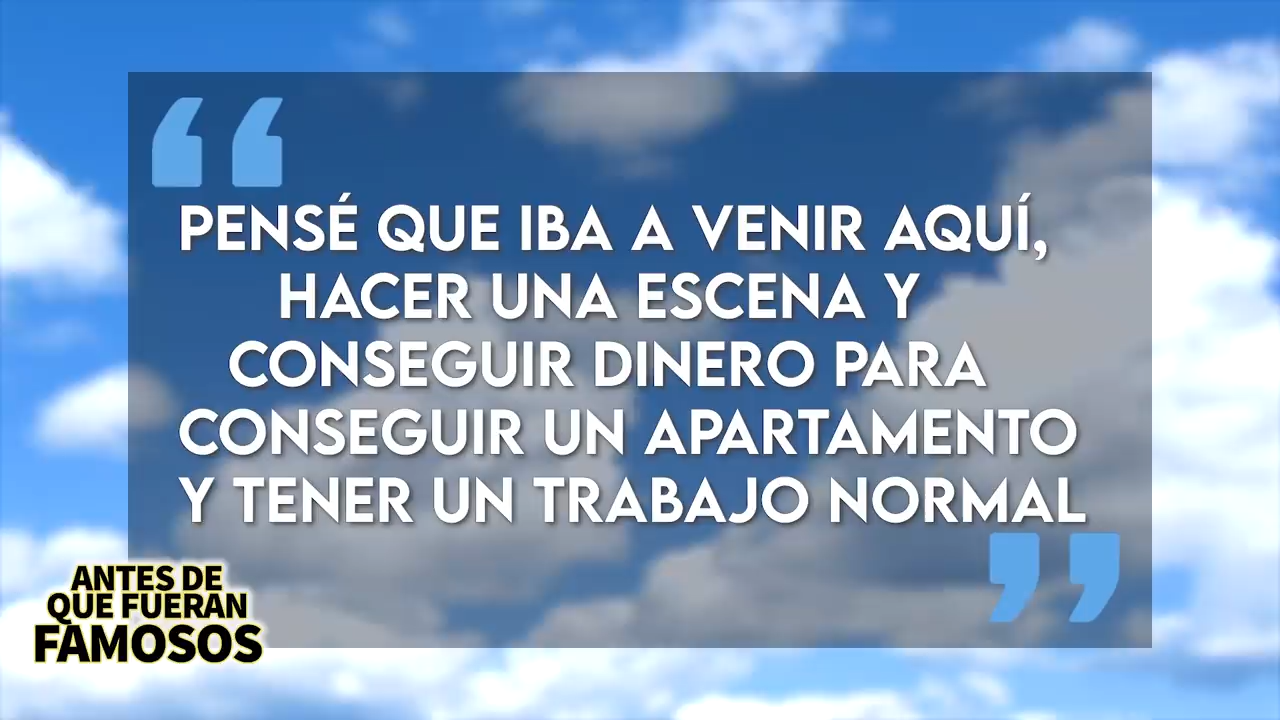 “
PENSÉ QUE IBA A VENIR AQUÍ,
HACER UNA ESCENA Y
CONSEGUIR DINERO PARA
CONSEGUIR UN APARTAMENTO
Y TENER UN TRABAJO NORMAL
”
ANTES DE
QUE FUERAN
FAMOSOS